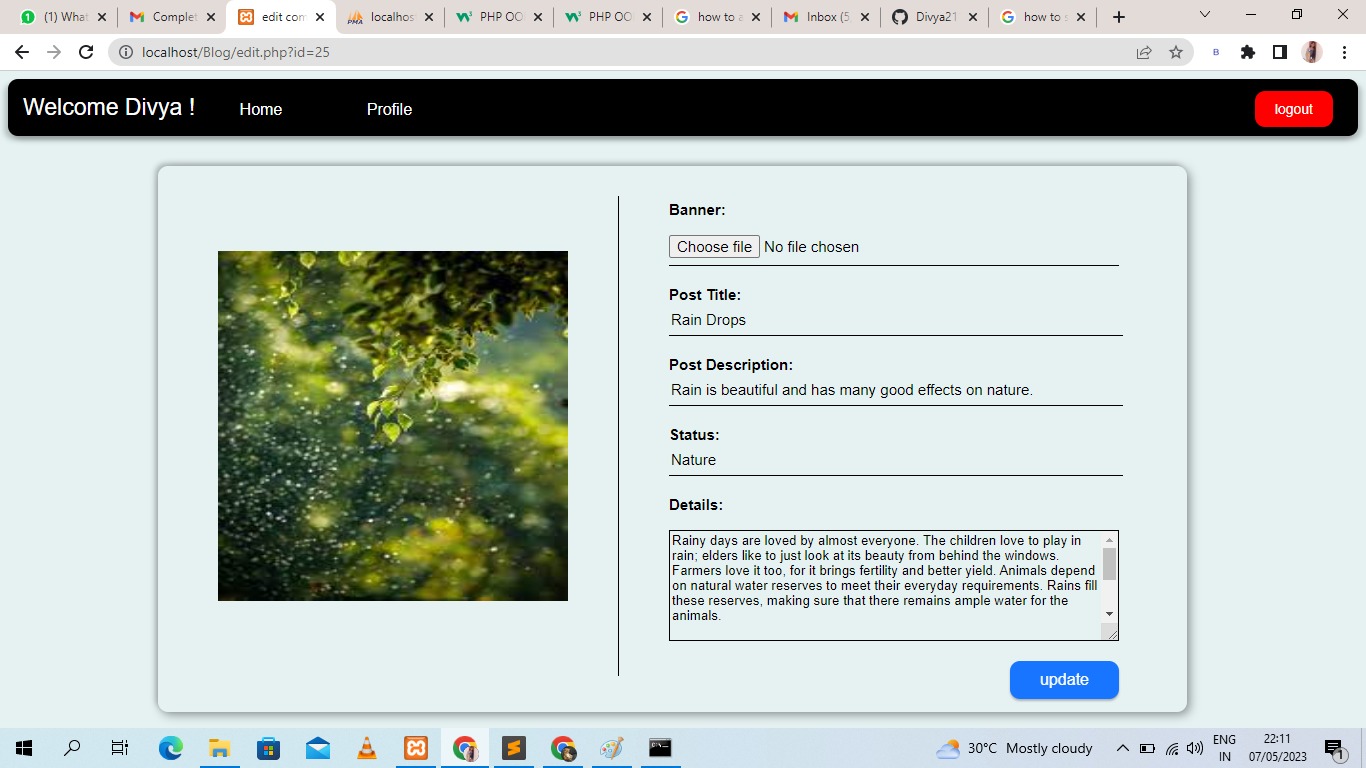 (1) What
Complet
edit com
localhos
PHP OO
PHP OO
how to a
Inbox (5
Divya21
how to s
localhost/Blog/edit.php?id=25
Welcome Divya !
Home
Profile
logout
Banner:
Choose file No file chosen
Post Title:
Rain Drops
Post Description:
Rain is beautiful and has many good effects on nature.
Status:
Nature
Details:
Rainy days are loved by almost everyone. The children love to play in
rain; elders like to just look at its beauty from behind the windows.
Farmers love it too, for it brings fertility and better yield. Animals depend
on natural water reserves to meet their everyday requirements. Rains fill
these reserves, making sure that there remains ample water for the
animals.
update
30°C Mostly cloudy
ENG
IN
22:11
07/05/2023
1